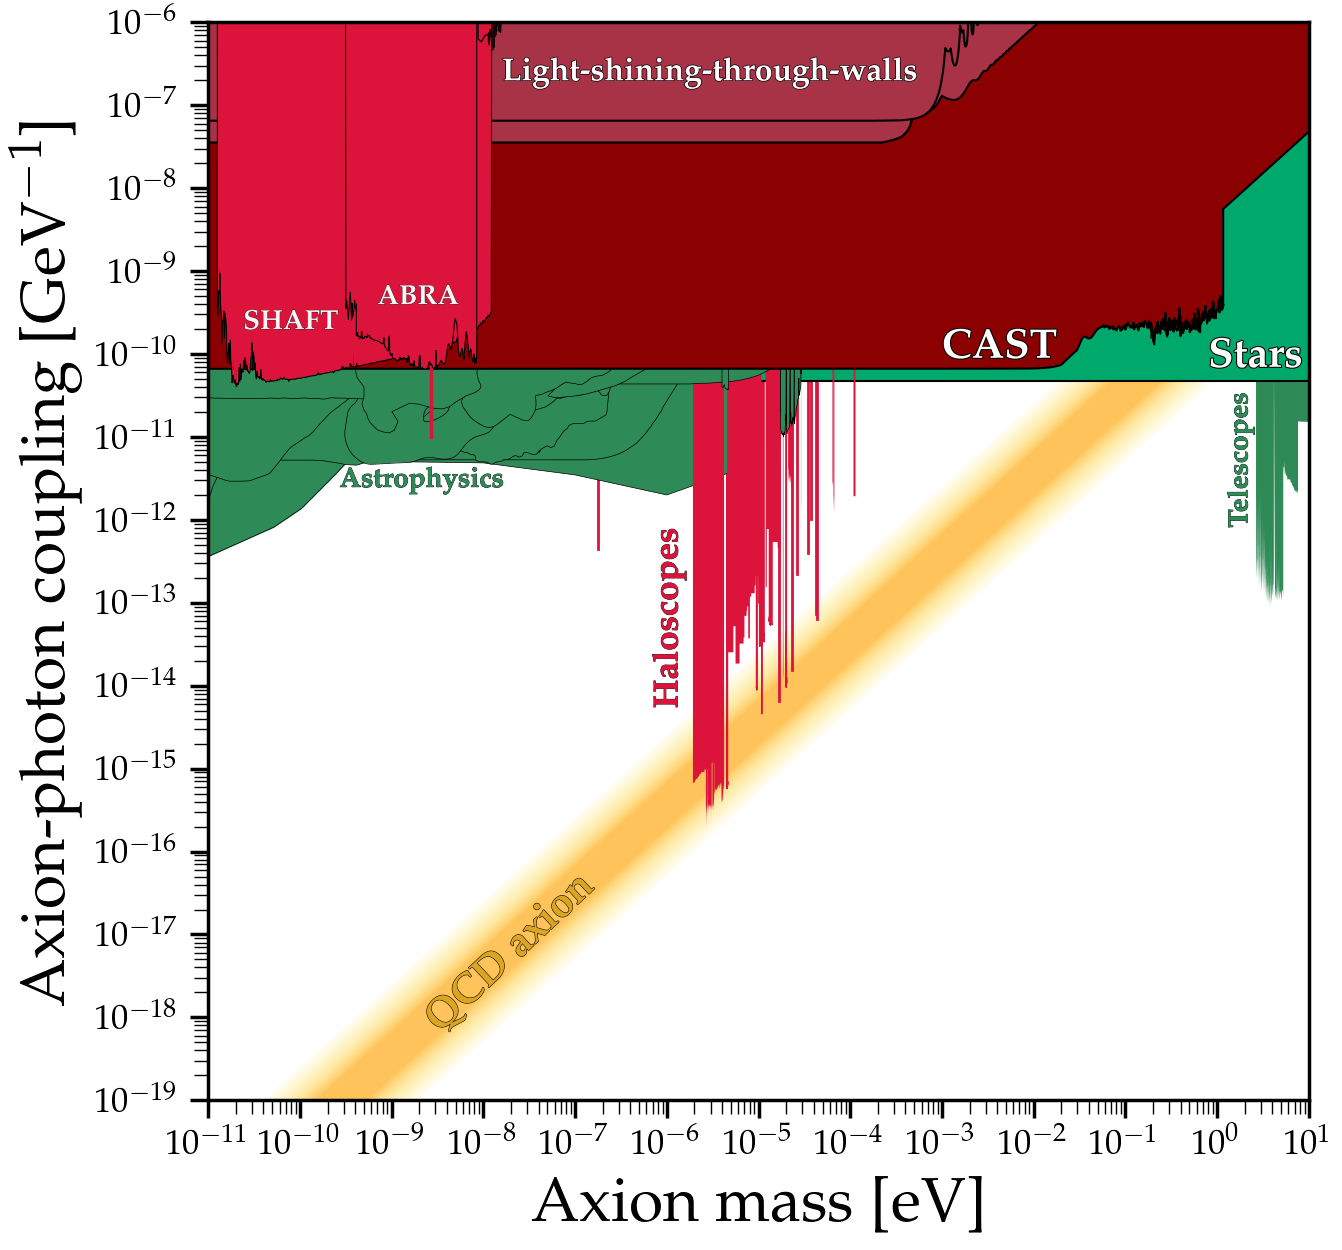 10⁻⁶
10⁻⁷
10⁻⁸
10⁻⁹
10⁻¹⁰
10⁻¹¹
10⁻¹²
10⁻¹³
10⁻¹⁴
10⁻¹⁵
10⁻¹⁶
10⁻¹⁷
10⁻¹⁸
10⁻¹⁹
Axion-photon coupling [GeV⁻¹]
Light-shining-through-walls
ABRA
SHAFT
CAST
Stars
Astrophysics
Telescopes
Haloscopes
QCD axion
10⁻¹¹ 10⁻¹⁰ 10⁻⁹ 10⁻⁸ 10⁻⁷ 10⁻⁶ 10⁻⁵ 10⁻⁴ 10⁻³ 10⁻² 10⁻¹ 10⁰ 10¹
Axion mass [eV]